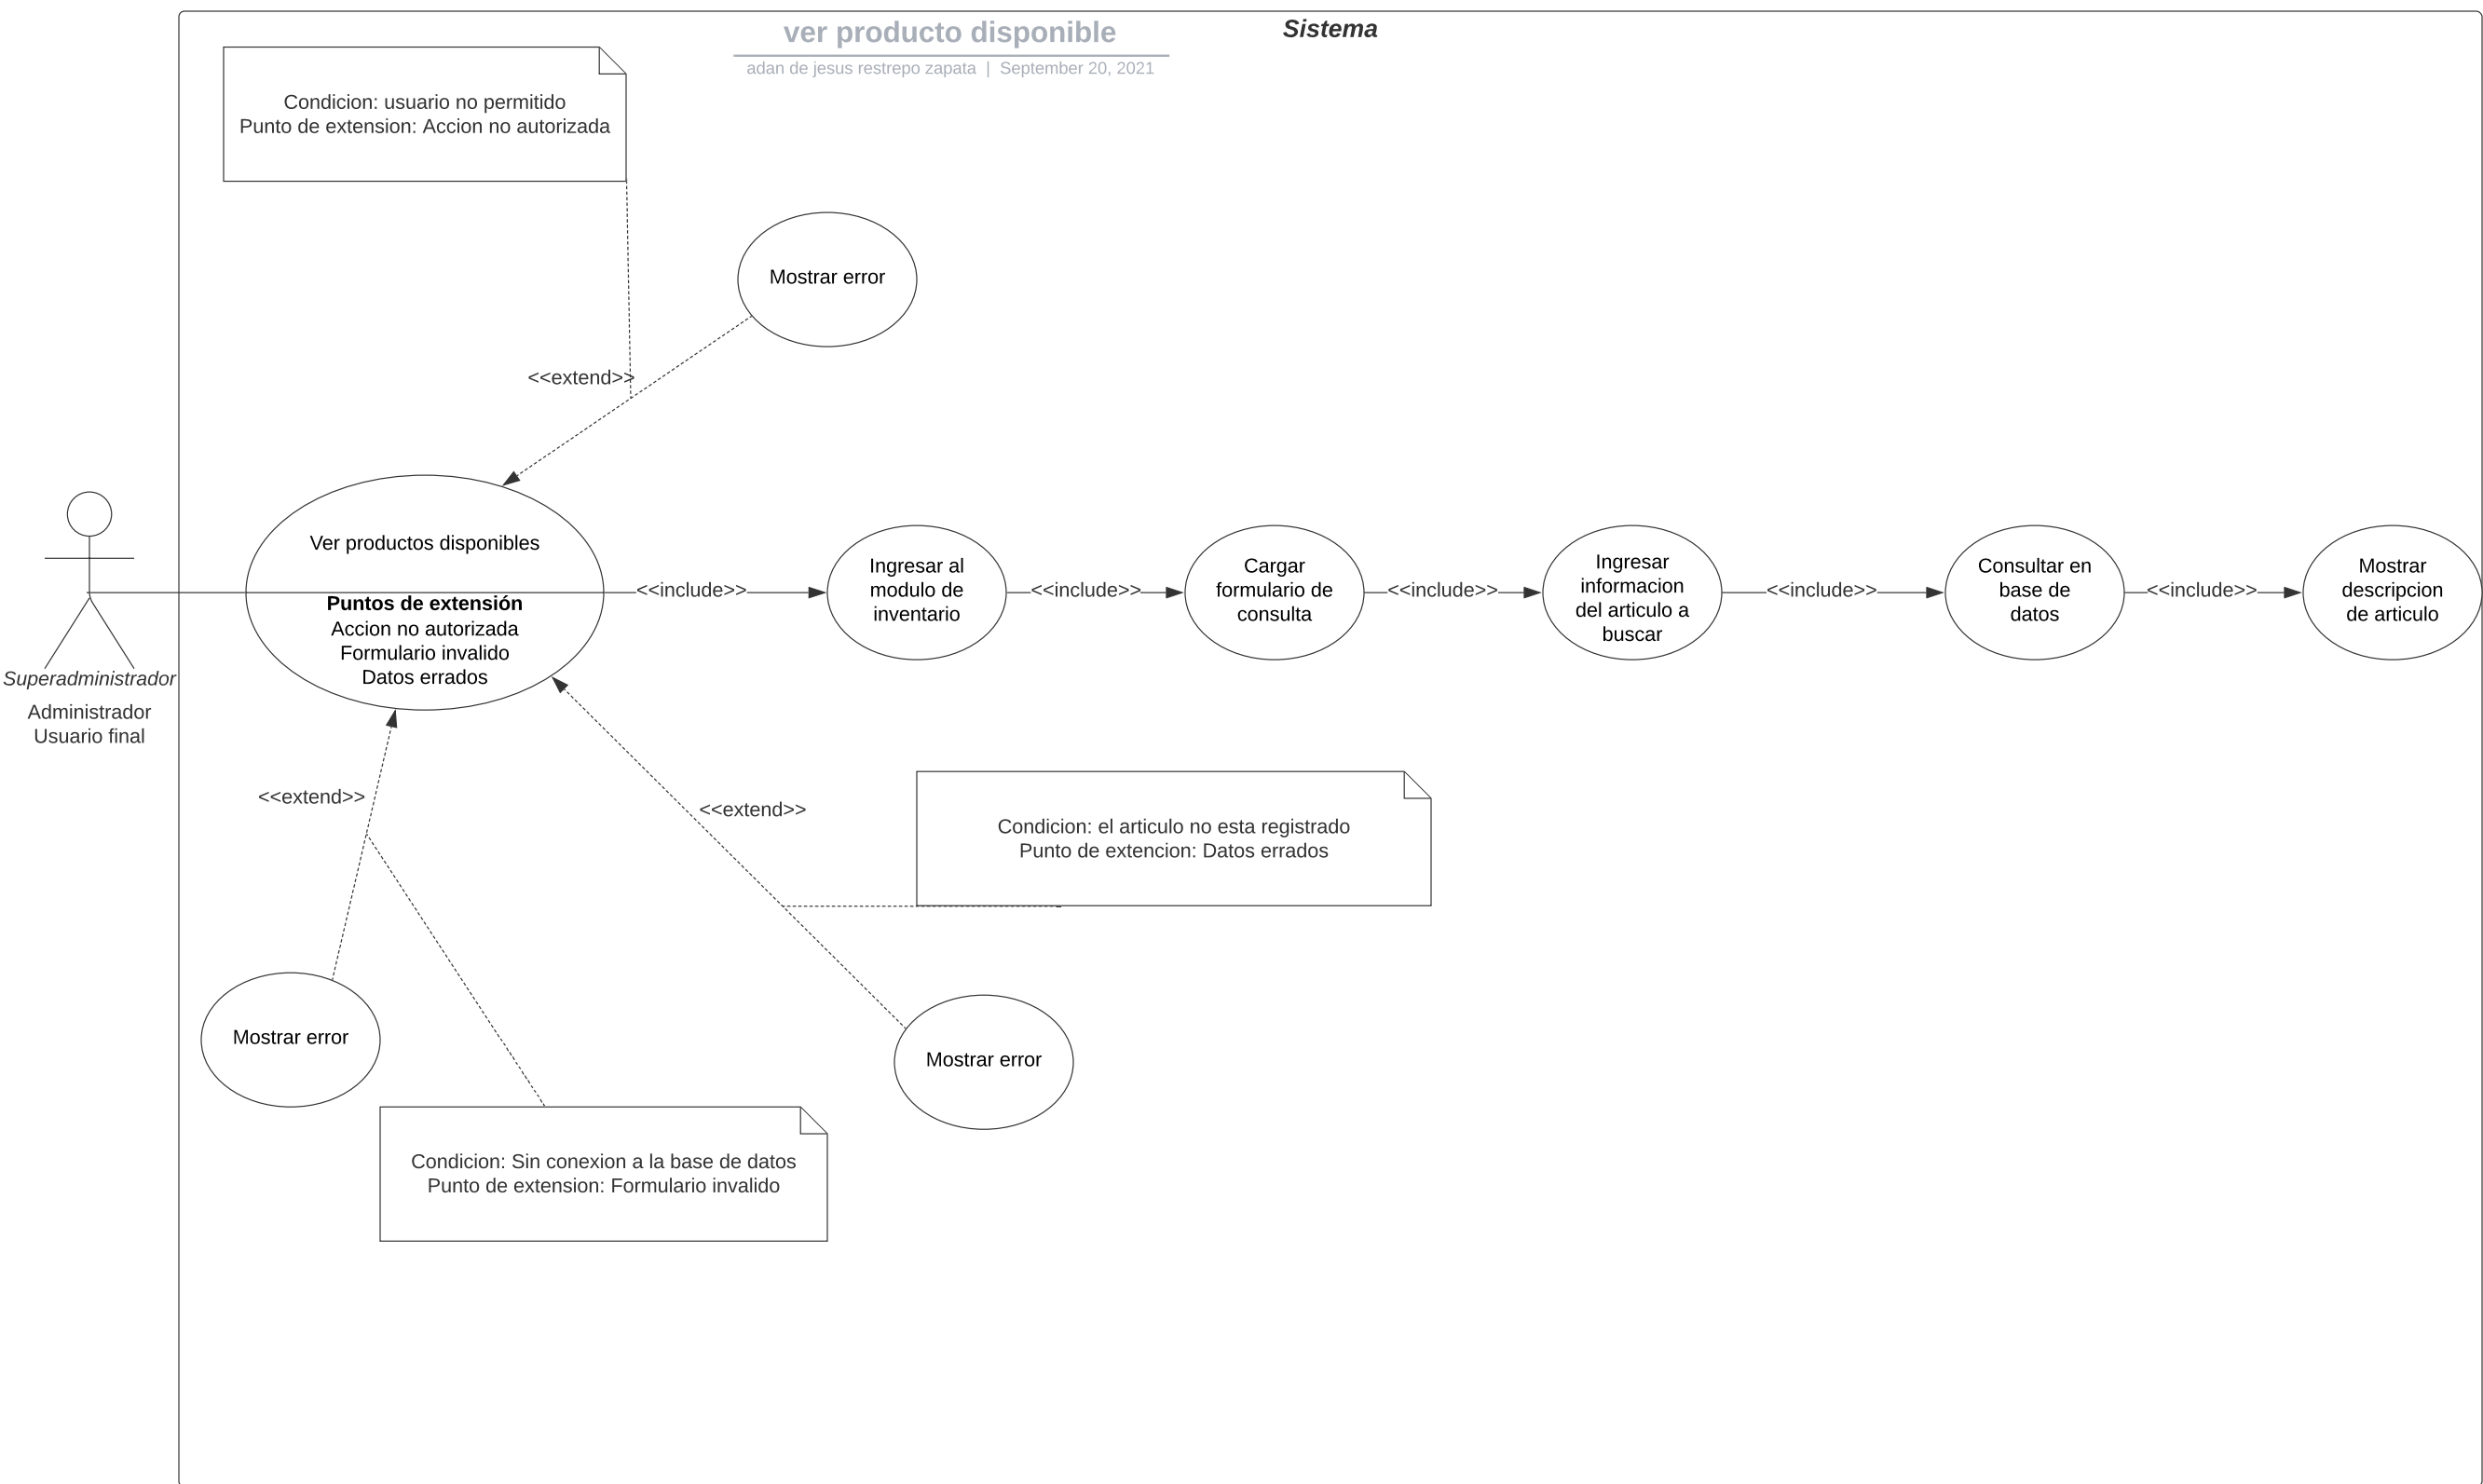 ver producto disponible
Sistema
adan de jesus restrepo zapata | September 20, 2021
Condicion: usuario no permitido
Punto de extension: Accion no autorizada
Mostrar error
<<extend>>
Ver productos disponibles
Puntos de extensión
Accion no autorizada
Formulario invalido
Datos errados
<<include>>
Ingresar al
modulo de
inventario
<<include>>
Cargar
formulario de
consulta
<<include>>
Ingresar
informacion
del articulo a
buscar
<<include>>
Consultar en
base de
datos
<<include>>
Mostrar
descripcion
de articulo
Superadministrador
Administrador
Usuario final
<<extend>>
<<extend>>
Condicion: el articulo no esta registrado
Punto de extencion: Datos errados
Mostrar error
Mostrar error
Condicion: Sin conexion a la base de datos
Punto de extension: Formulario invalido